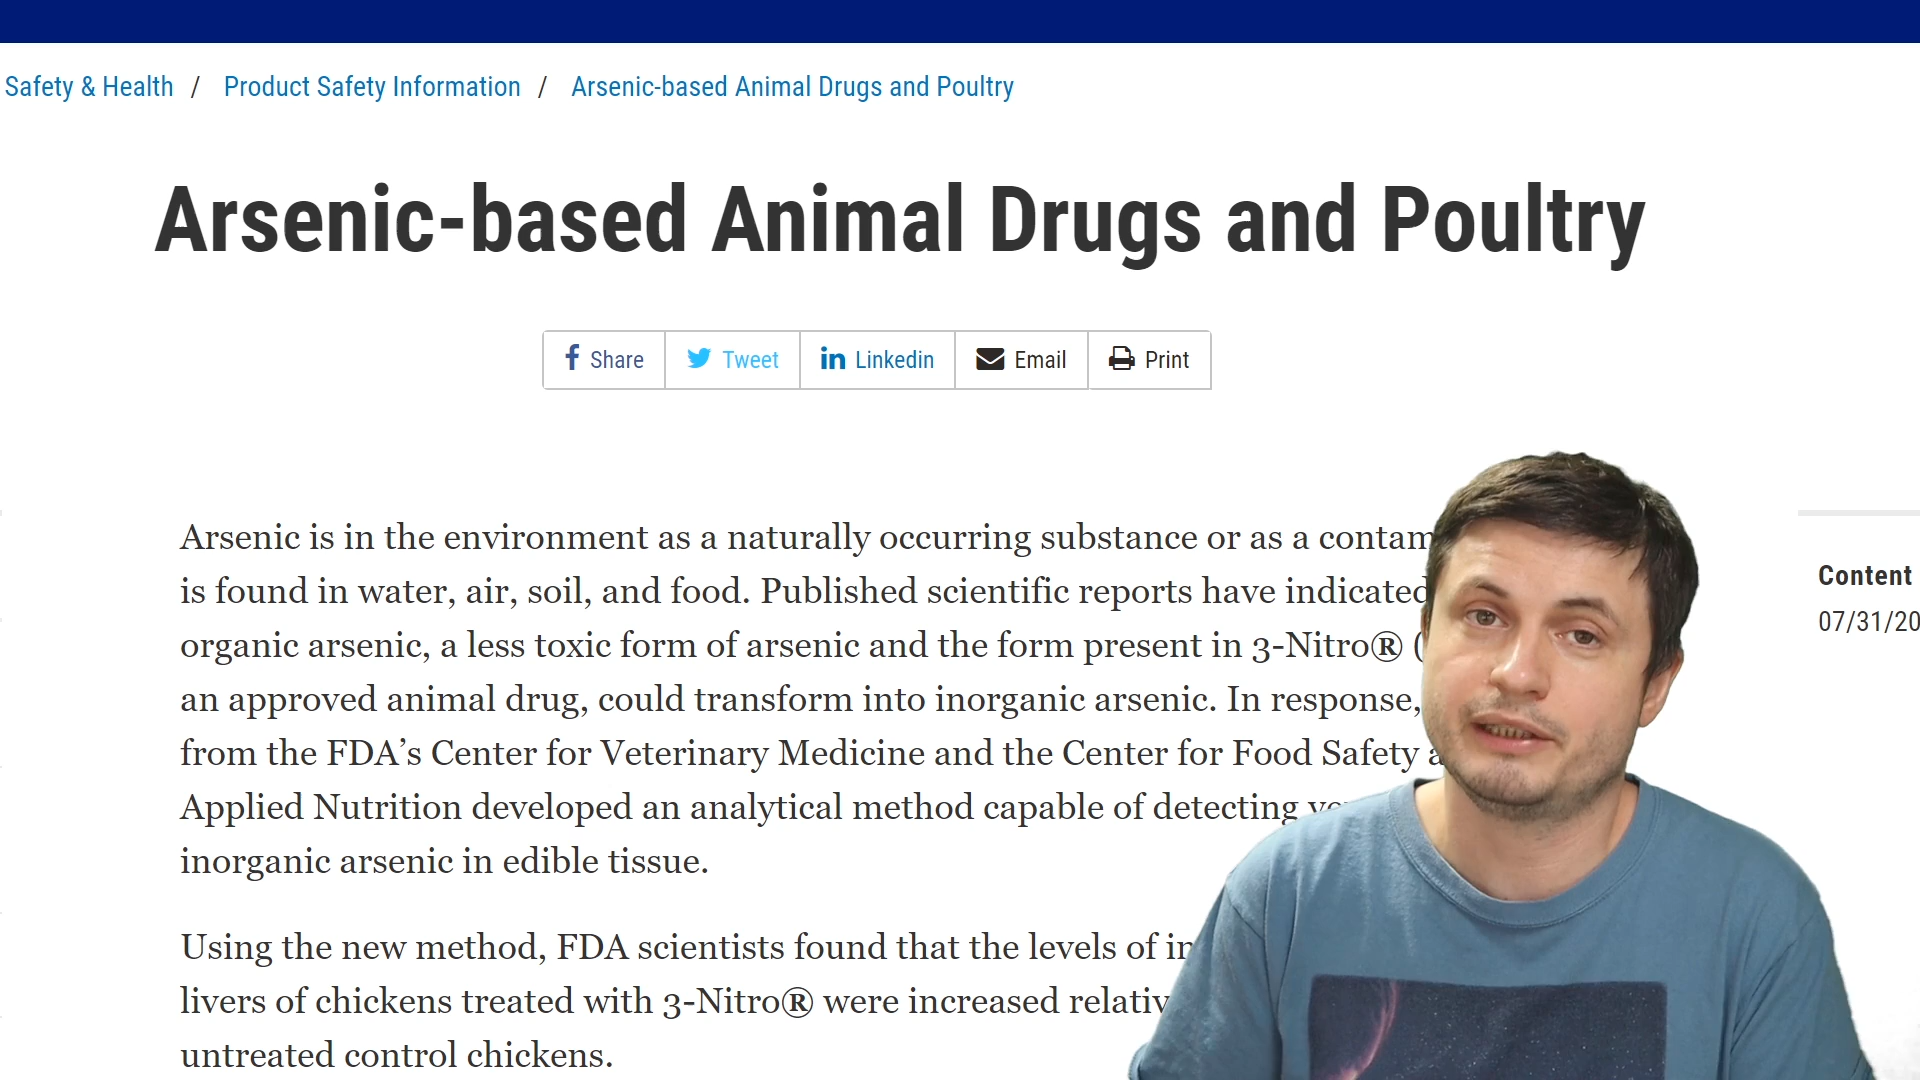 Safety & Health / Product Safety Information / Arsenic-based Animal Drugs and Poultry
Arsenic-based Animal Drugs and Poultry
Share Tweet Linkedin Email Print
Arsenic is in the environment as a naturally occurring substance or as a
is found in water, air, soil, and food. Published scientific reports have indicated
organic arsenic, a less toxic form of arsenic and the form present in 3-Nitro® (
an approved animal drug, could transform into inorganic arsenic. In response,
from the FDA’s Center for Veterinary Medicine and the Center for Food Safety
Applied Nutrition developed an analytical method capable of detecting
inorganic arsenic in edible tissue.
Using the new method, FDA scientists found that the levels of
livers of chickens treated with 3-Nitro® were increased
untreated control chickens.
Content
07/31/20